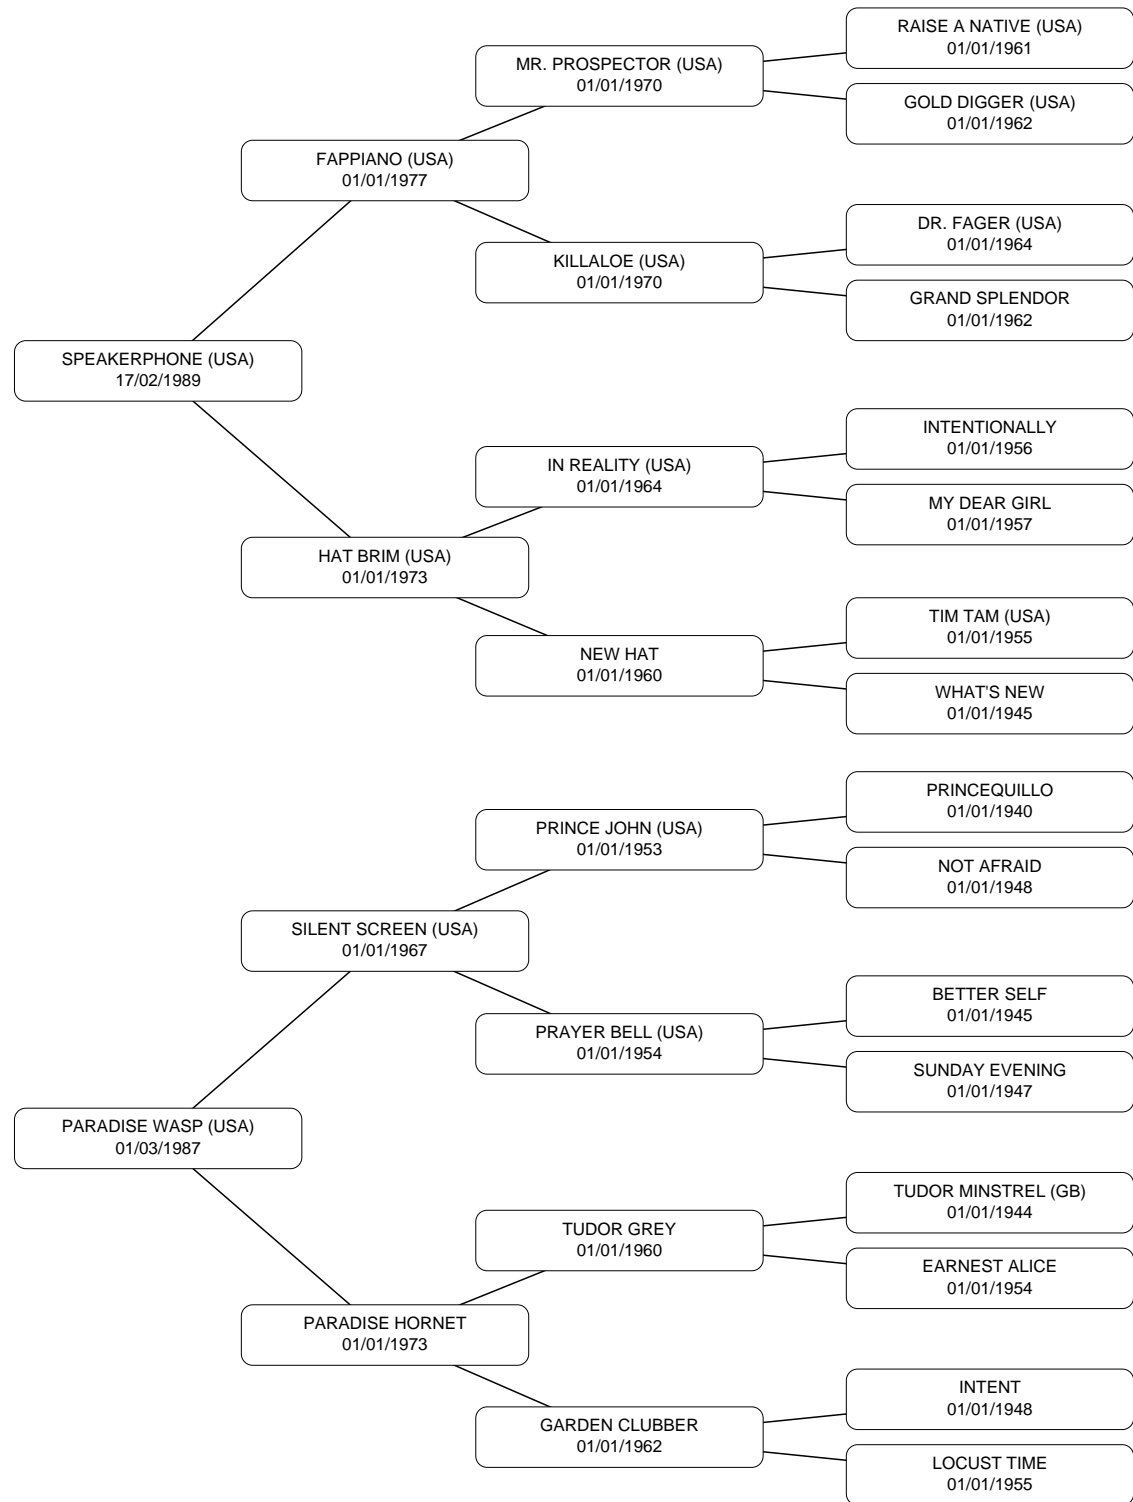 RAISE A NATIVE (USA)
01/01/1961
MR. PROSPECTOR (USA)
01/01/1970
GOLD DIGGER (USA)
01/01/1962
FAPPIANO (USA)
01/01/1977
DR. FAGER (USA)
01/01/1964
KILLALOE (USA)
01/01/1970
GRAND SPLENDOR
01/01/1962
SPEAKERPHONE (USA)
17/02/1989
INTENTIONALLY
01/01/1956
IN REALITY (USA)
01/01/1964
MY DEAR GIRL
01/01/1957
HAT BRIM (USA)
01/01/1973
TIM TAM (USA)
01/01/1955
NEW HAT
01/01/1960
WHAT'S NEW
01/01/1945
PRINCEQUILLO
01/01/1940
PRINCE JOHN (USA)
01/01/1953
NOT AFRAID
01/01/1948
SILENT SCREEN (USA)
01/01/1967
BETTER SELF
01/01/1945
PRAYER BELL (USA)
01/01/1954
SUNDAY EVENING
01/01/1947
PARADISE WASP (USA)
01/03/1987
TUDOR MINSTREL (GB)
01/01/1944
TUDOR GREY
01/01/1960
EARNEST ALICE
01/01/1954
PARADISE HORNET
01/01/1973
INTENT
01/01/1948
GARDEN CLUBBER
01/01/1962
LOCUST TIME
01/01/1955